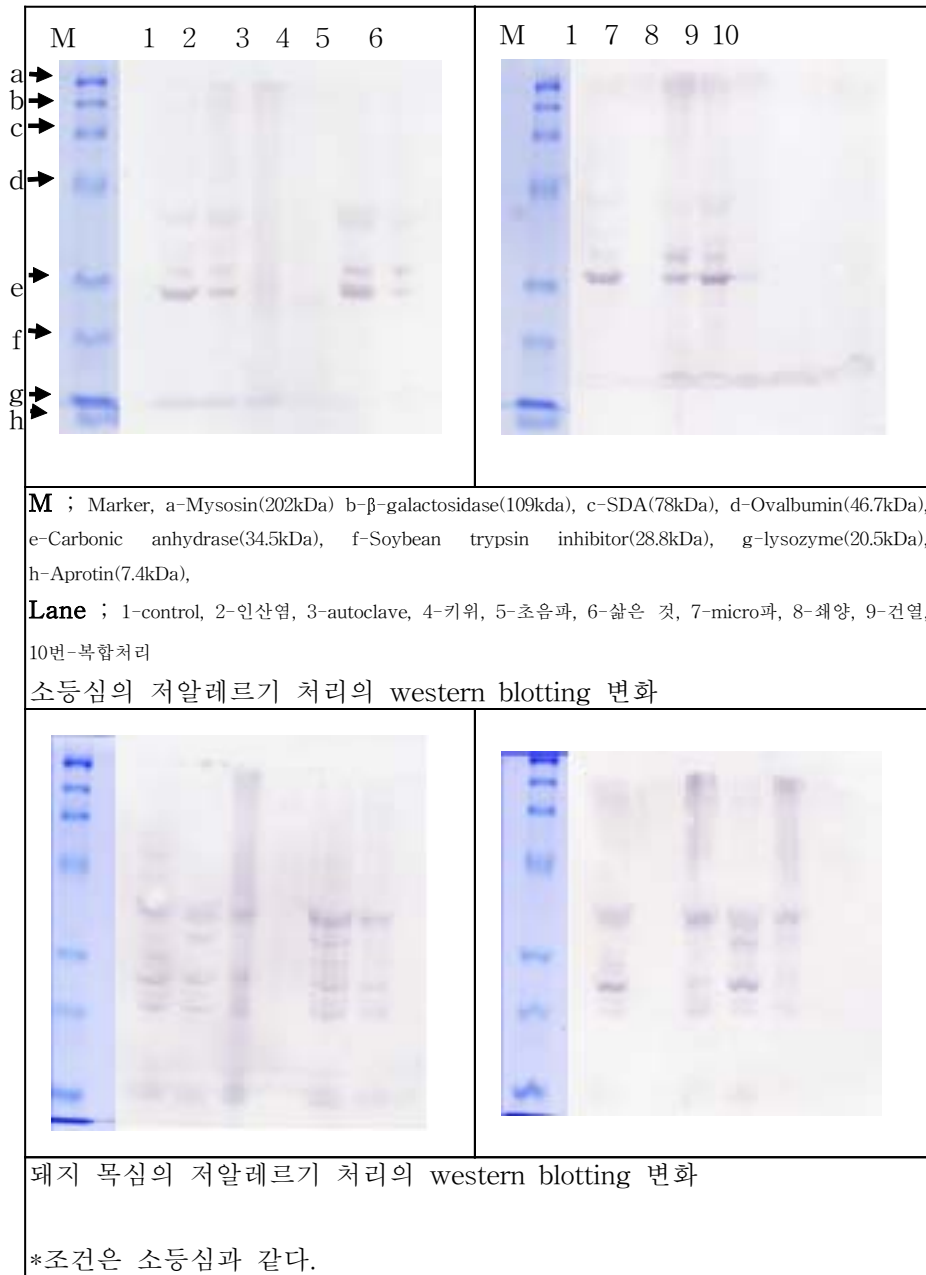 M 1 2 3 4 5 6
M 1 7 8 9 10
a
b
c
d
e
f
g
h
M ; Marker, a-Mysosin(202kDa) b-β-galactosidase(109kda), c-SDA(78kDa), d-Ovalbumin(46.7kDa),
e-Carbonic anhydrase(34.5kDa), f-Soybean trypsin inhibitor(28.8kDa), g-lysozyme(20.5kDa),
h-Aprotin(7.4kDa),
Lane ; 1-control, 2-인산염, 3-autoclave, 4-키위, 5-초음파, 6-삶은 것, 7-micro파, 8-쇄양, 9-건열,
10번-복합처리
소등심의 저알레르기 처리의 western blotting 변화
돼지 목심의 저알레르기 처리의 western blotting 변화
*조건은 소등심과 같다.